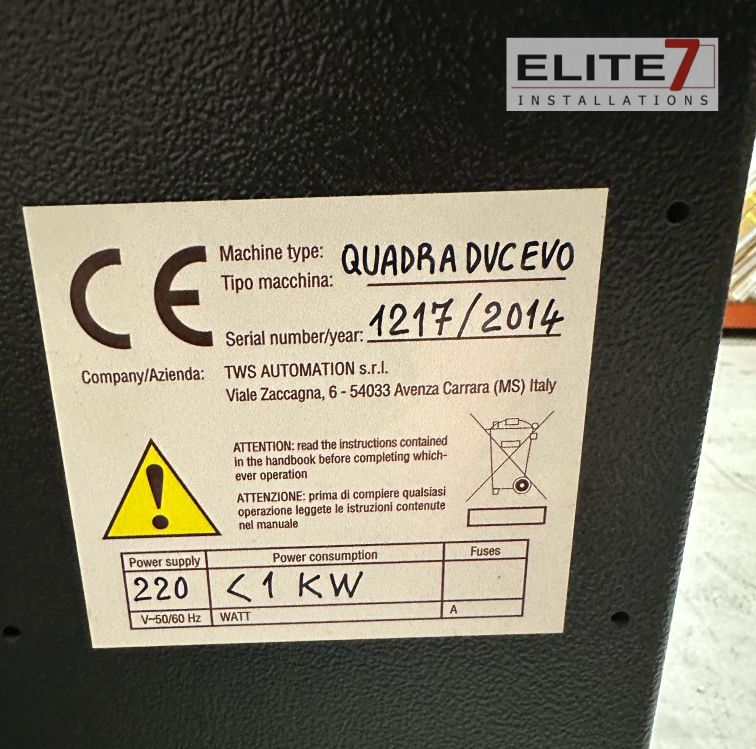 ELITE7
INSTALLATIONS
CE
Machine type: QUADRA DVC EVO
Tipo macchina:
Serial number/year: 1217/2014
Company/Azienda: TWS AUTOMATION s.r.l.
Viale Zaccagna, 6 - 54033 Avenza Carrara (MS) Italy
ATTENTION: read the instructions contained
in the handbook before completing which-
ever operation
ATTENZIONE: prima di compiere qualsiasi
operazione leggete le istruzioni contenute
nel manuale
Power supply Power consumption Fuses
220 <1 KW
V~50/60 Hz WATT A